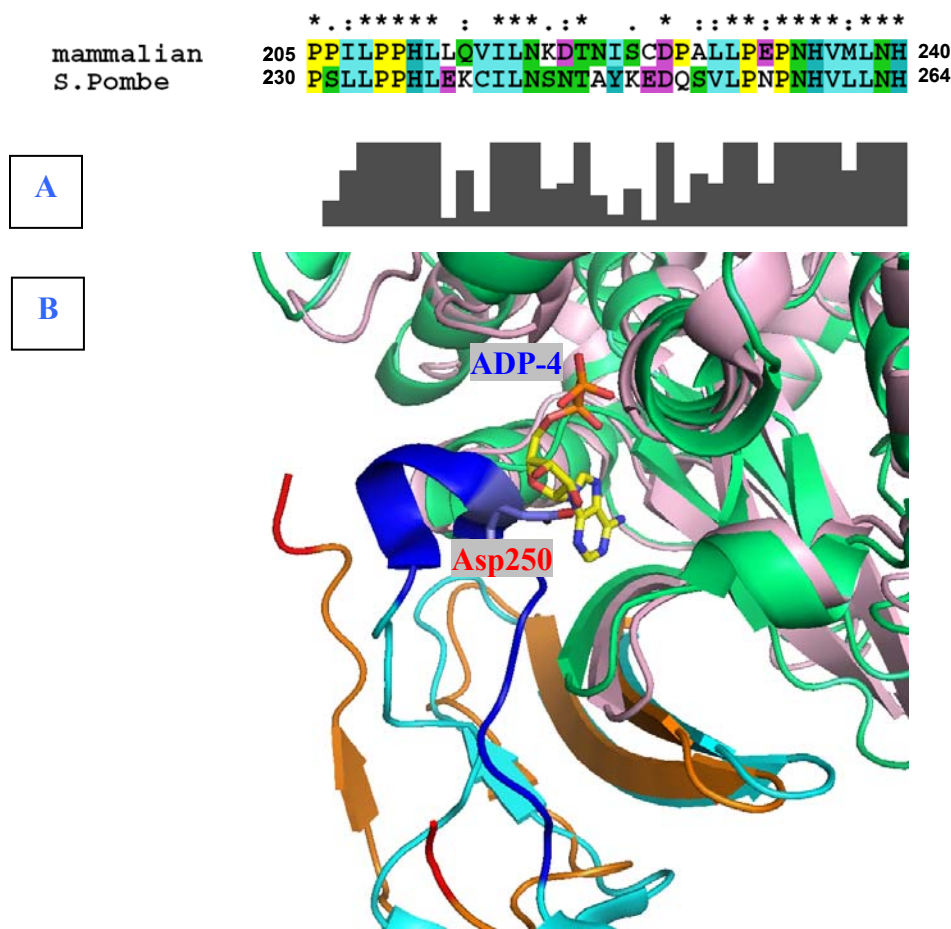 *.:***** : ***.:*  . * ::**:****:***
mammalian 205 PPILPPHLLQVILNKDTNISCDPALLPEPNHVMLNH 240
S.Pombe 230 PSLLPPHLEKCILNSNTAYKEDQSVLPNPNHVLLNH 264
A
B
ADP-4
Asp250